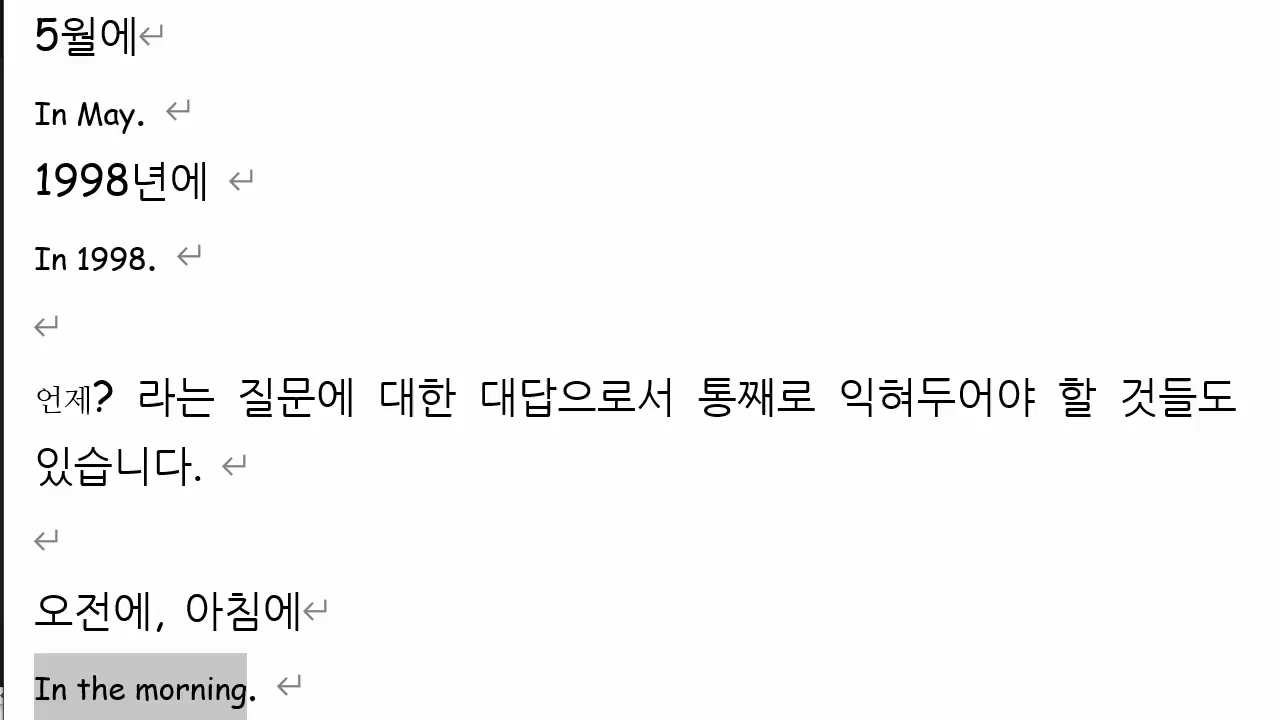 5월에
In May.
1998년에
In 1998.
언제? 라는 질문에 대한 대답으로서 통째로 익혀두어야 할 것들도
있습니다.
오전에, 아침에
In the morning.